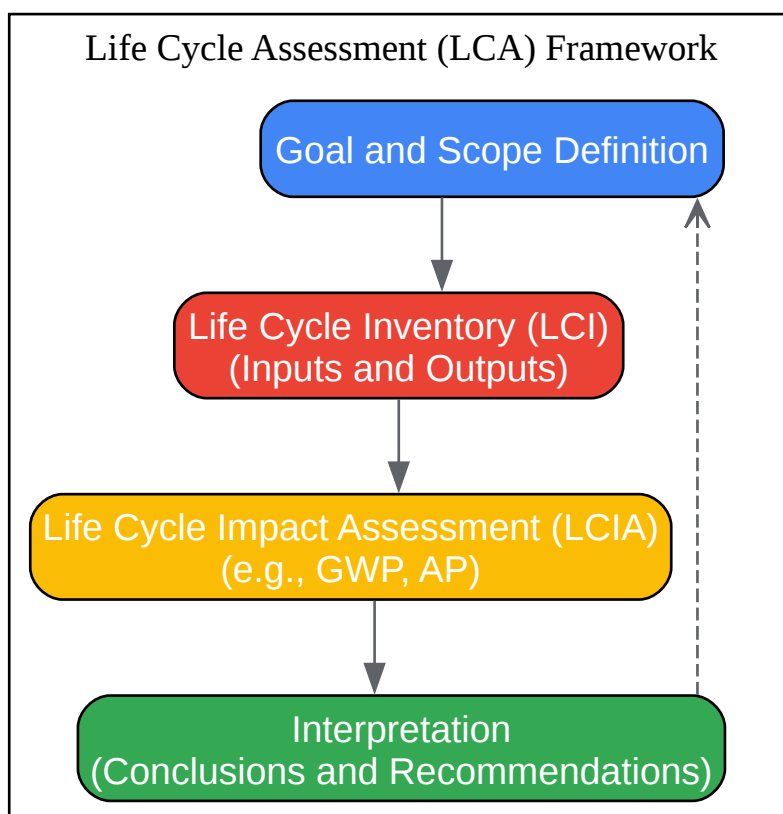 Life Cycle Assessment (LCA) Framework
Goal and Scope Definition
Life Cycle Inventory (LCI)
(Inputs and Outputs)
Life Cycle Impact Assessment (LCIA)
(e.g., GWP, AP)
Interpretation
(Conclusions and Recommendations)